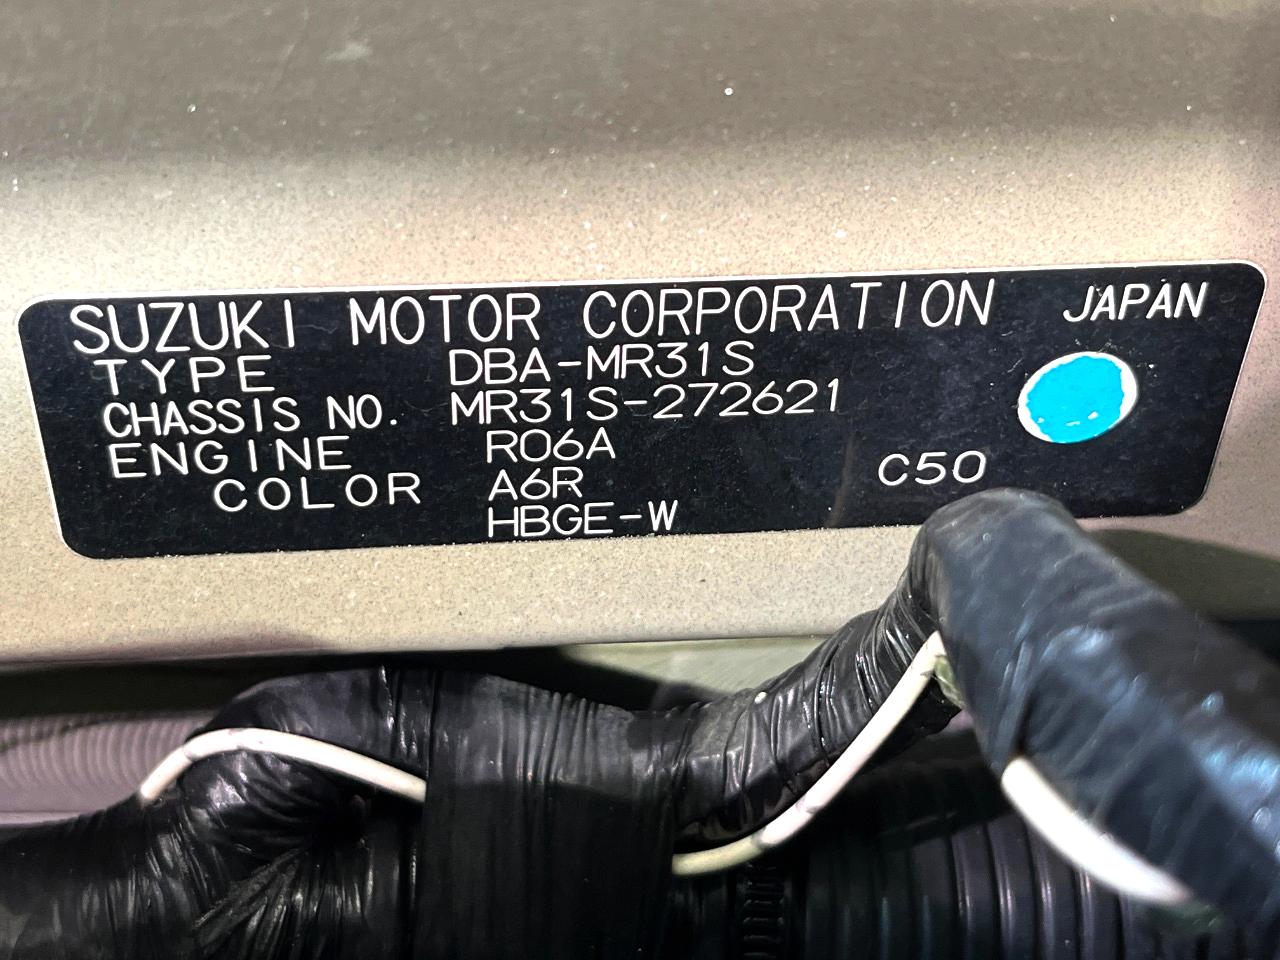 SUZUKI MOTOR CORPORATION JAPAN
TYPE DBA-MR31S
CHASSIS NO. MR31S-272621
ENGINE R06A
COLOR A6R C50
HBGE-W